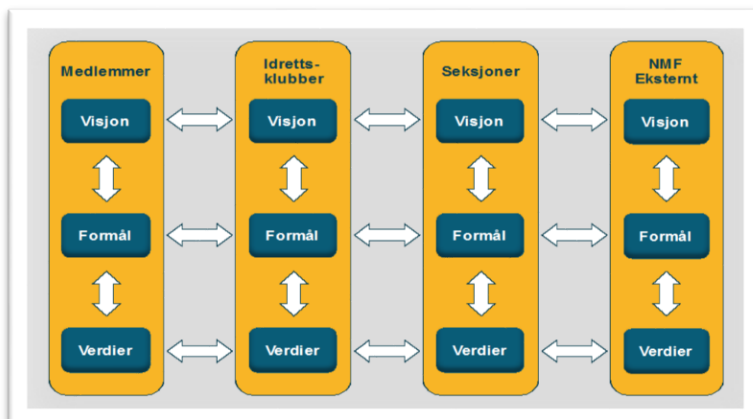 Medlemmer
Visjon
Formål
Verdier
Idretts-
klubber
Visjon
Formål
Verdier
Seksjoner
Visjon
Formål
Verdier
NMF
Eksternt
Visjon
Formål
Verdier